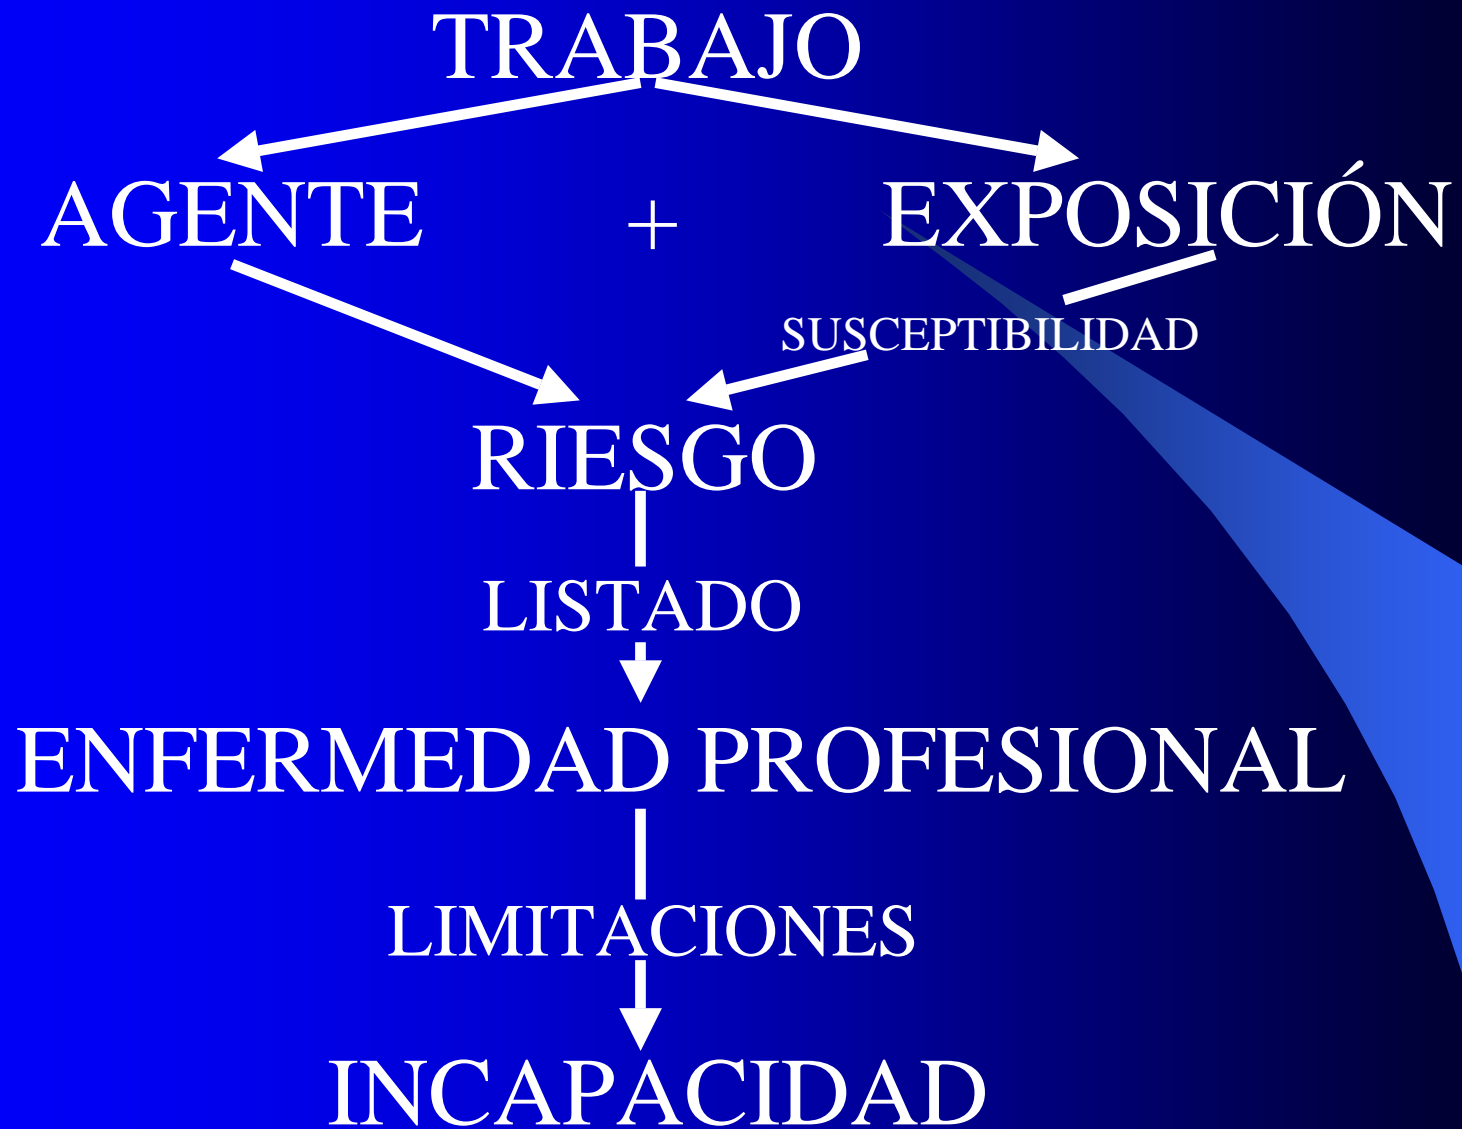 TRABAJO
AGENTE + EXPOSICIÓN
SUSCEPTIBILIDAD
RIESGO
LISTADO
ENFERMEDAD PROFESIONAL
LIMITACIONES
INCAPACIDAD